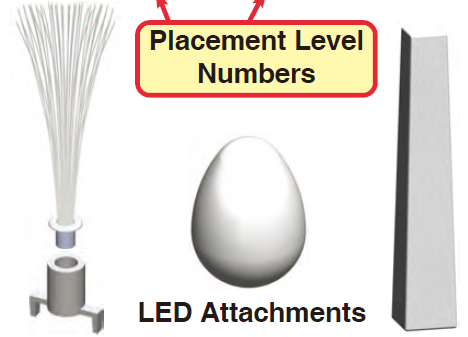 Placement Level
Numbers
LED Attachments